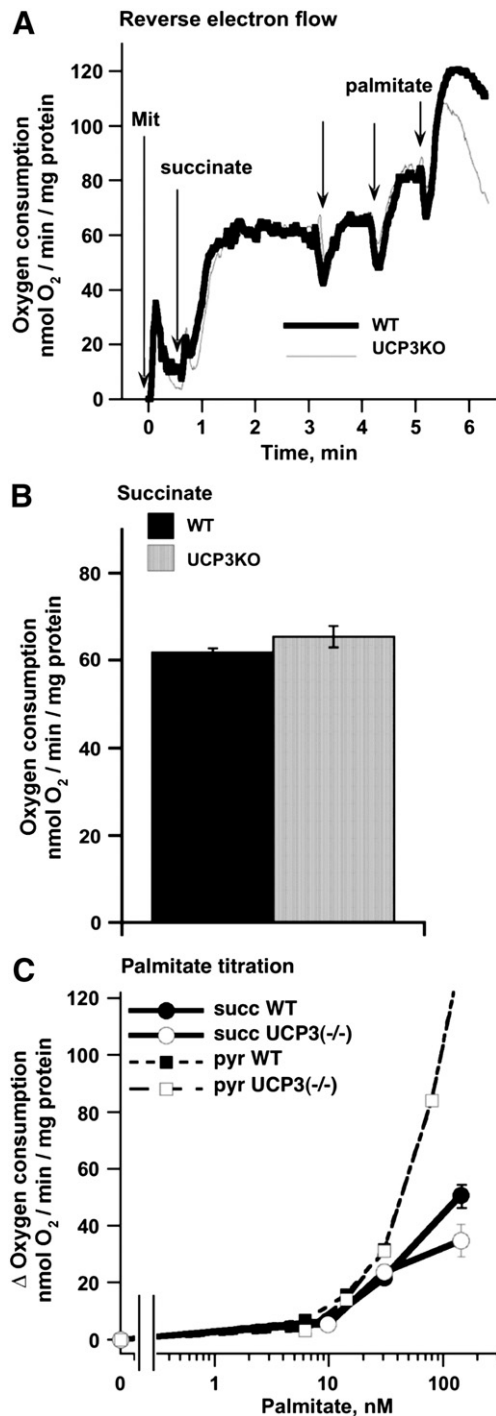 A Reverse electron flow
Oxygen consumption
nmol O2 / min / mg protein
120
100
80
60
40
20
0
Mit
succinate
palmitate
WT
UCP3KO
0 1 2 3 4 5 6
Time, min
B Succinate
WT
UCP3KO
Oxygen consumption
nmol O2 / min / mg protein
80
60
40
20
0
C Palmitate titration
succ WT
succ UCP3(-/-)
pyr WT
pyr UCP3(-/-)
Δ Oxygen consumption
nmol O2 / min / mg protein
120
100
80
60
40
20
0
0 1 10 100
Palmitate, nM